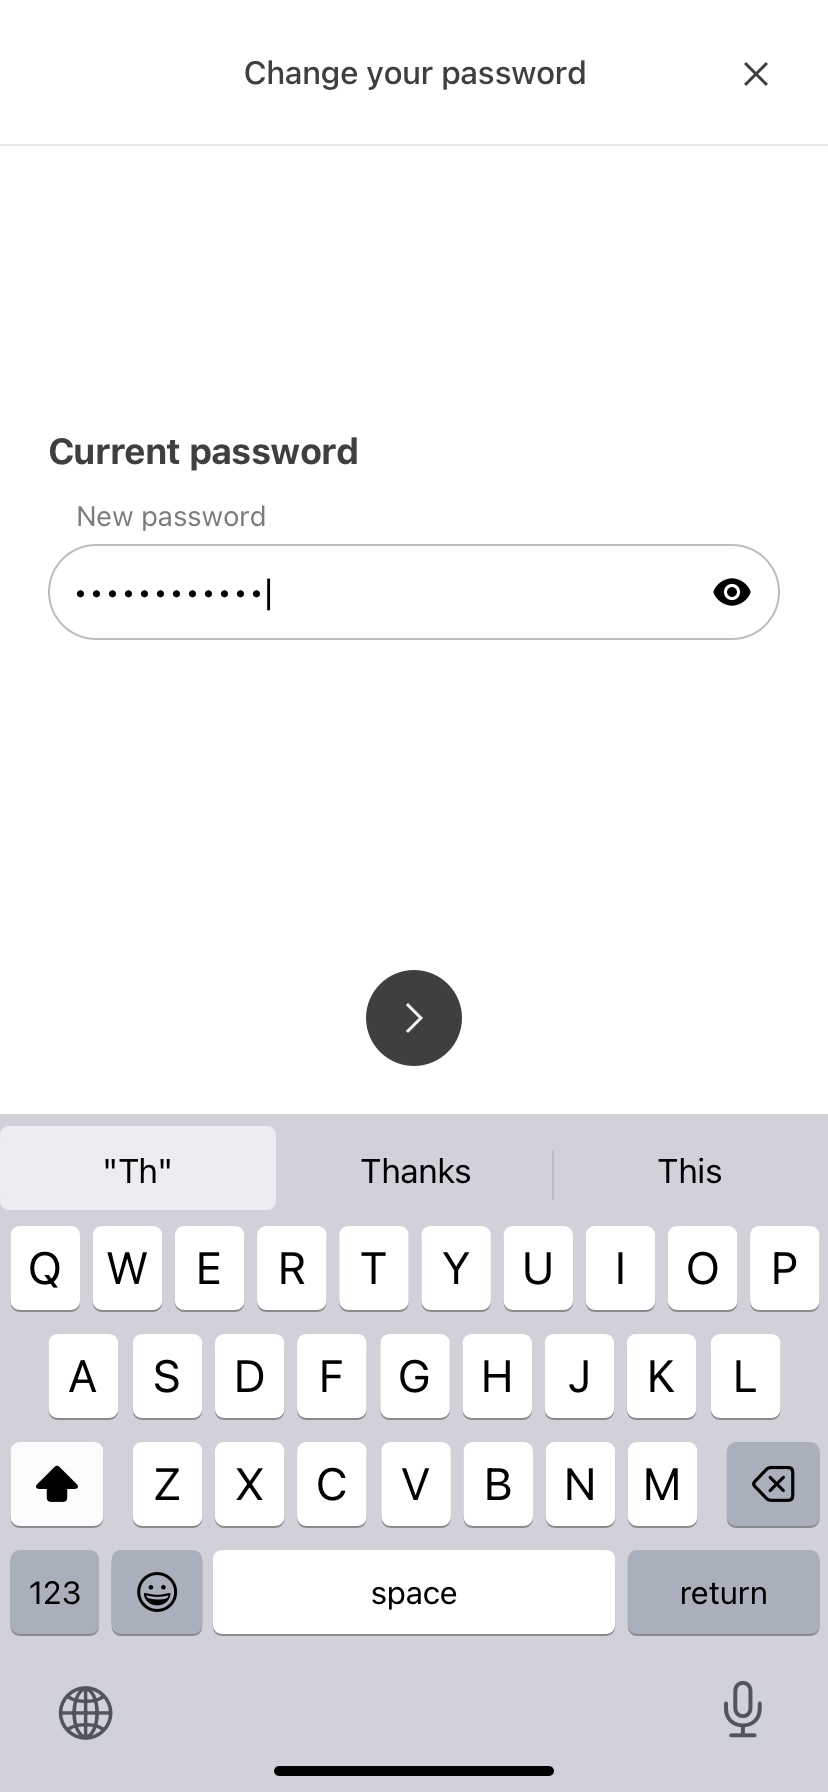 Change your password
Current password
New password
••••••••••••
"Th" Thanks This
Q W E R T Y U I O P
A S D F G H J K L
Z X C V B N M
123 space return